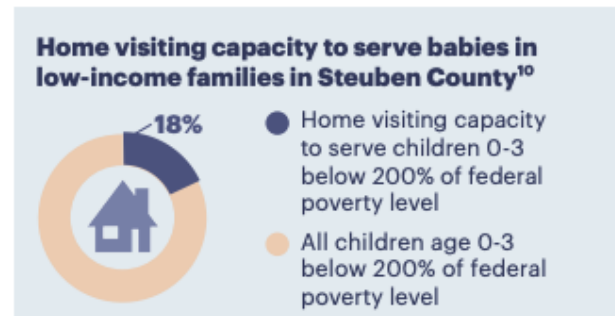 Home visiting capacity to serve babies in
low-income families in Steuben County¹⁰
18%
Home visiting capacity
to serve children 0-3
below 200% of federal
poverty level
All children age 0-3
below 200% of federal
poverty level